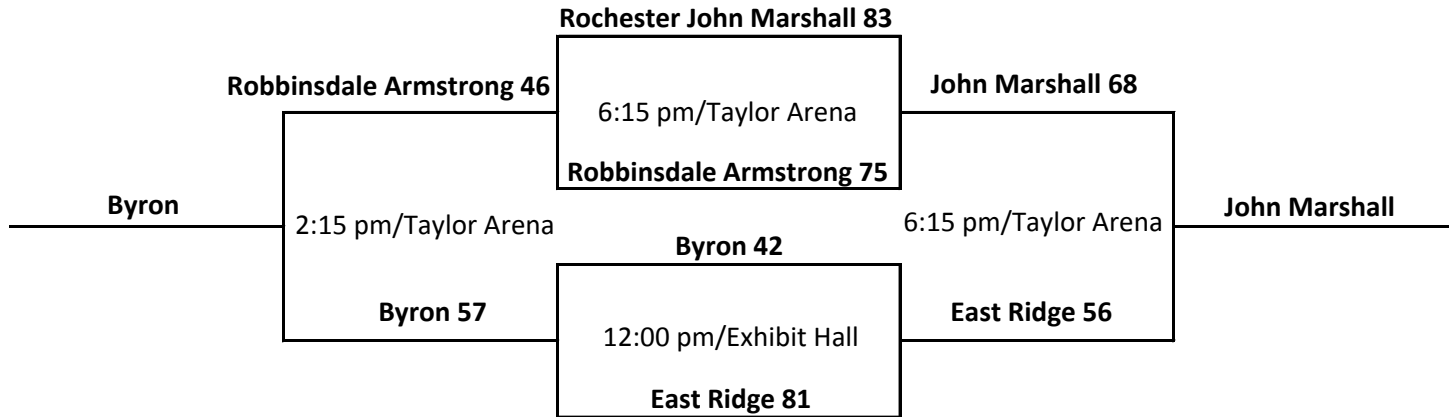 Rochester John Marshall 83
Robbinsdale Armstrong 46
John Marshall 68
6:15 pm/Taylor Arena
Robbinsdale Armstrong 75
Byron
John Marshall
2:15 pm/Taylor Arena
6:15 pm/Taylor Arena
Byron 42
Byron 57
East Ridge 56
12:00 pm/Exhibit Hall
East Ridge 81